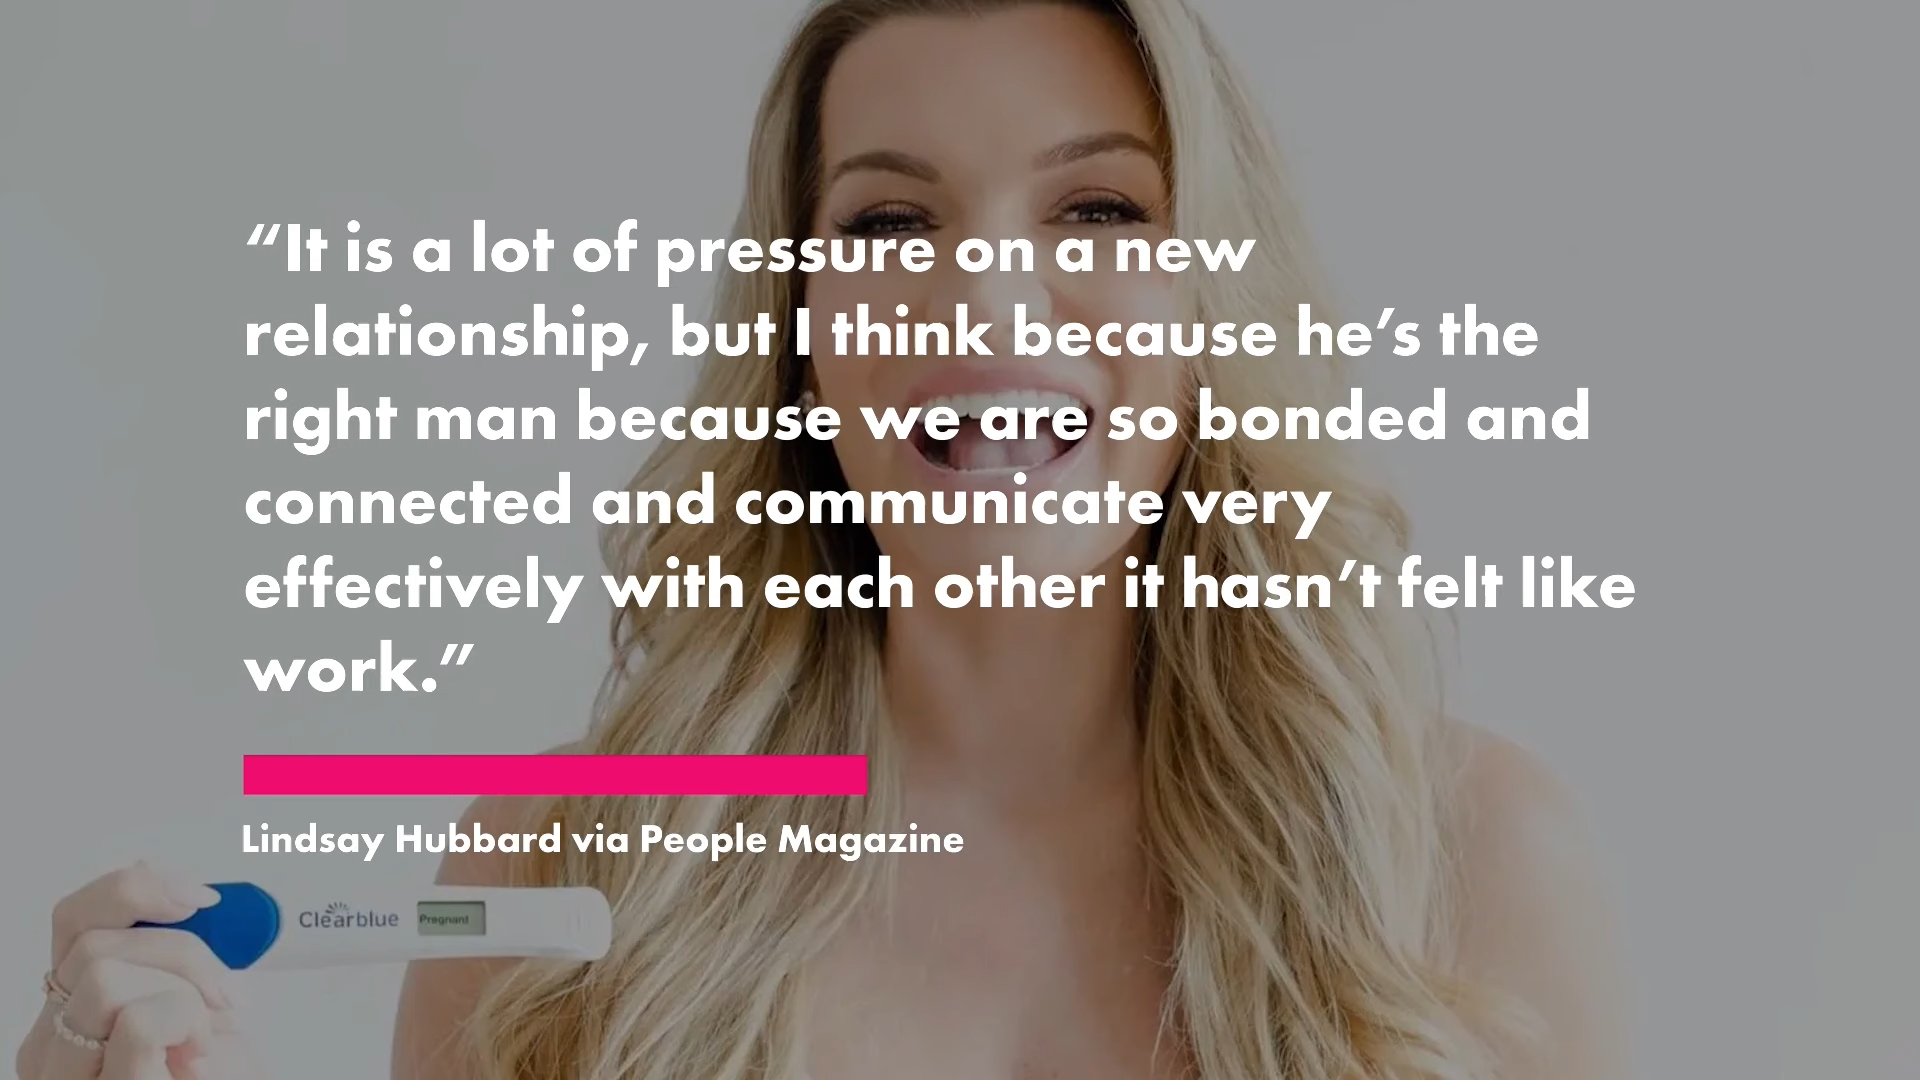 “It is a lot of pressure on a new
relationship, but I think because he’s the
right man because we are so bonded and
connected and communicate very
effectively with each other it hasn’t felt like
work.”
Lindsay Hubbard via People Magazine
Clearblue Pregnant